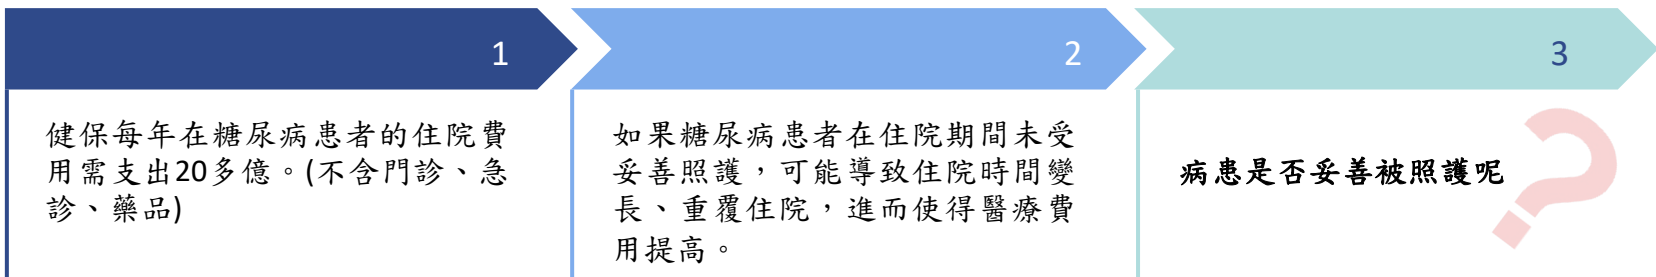 1
健保每年在糖尿病患者的住院費
用需支出20多億。(不含門診、急
診、藥品)
2
如果糖尿病患者在住院期間未受
妥善照護，可能導致住院時間變
長、重覆住院，進而使得醫療費
用提高。
3
病患是否妥善被照護呢
?